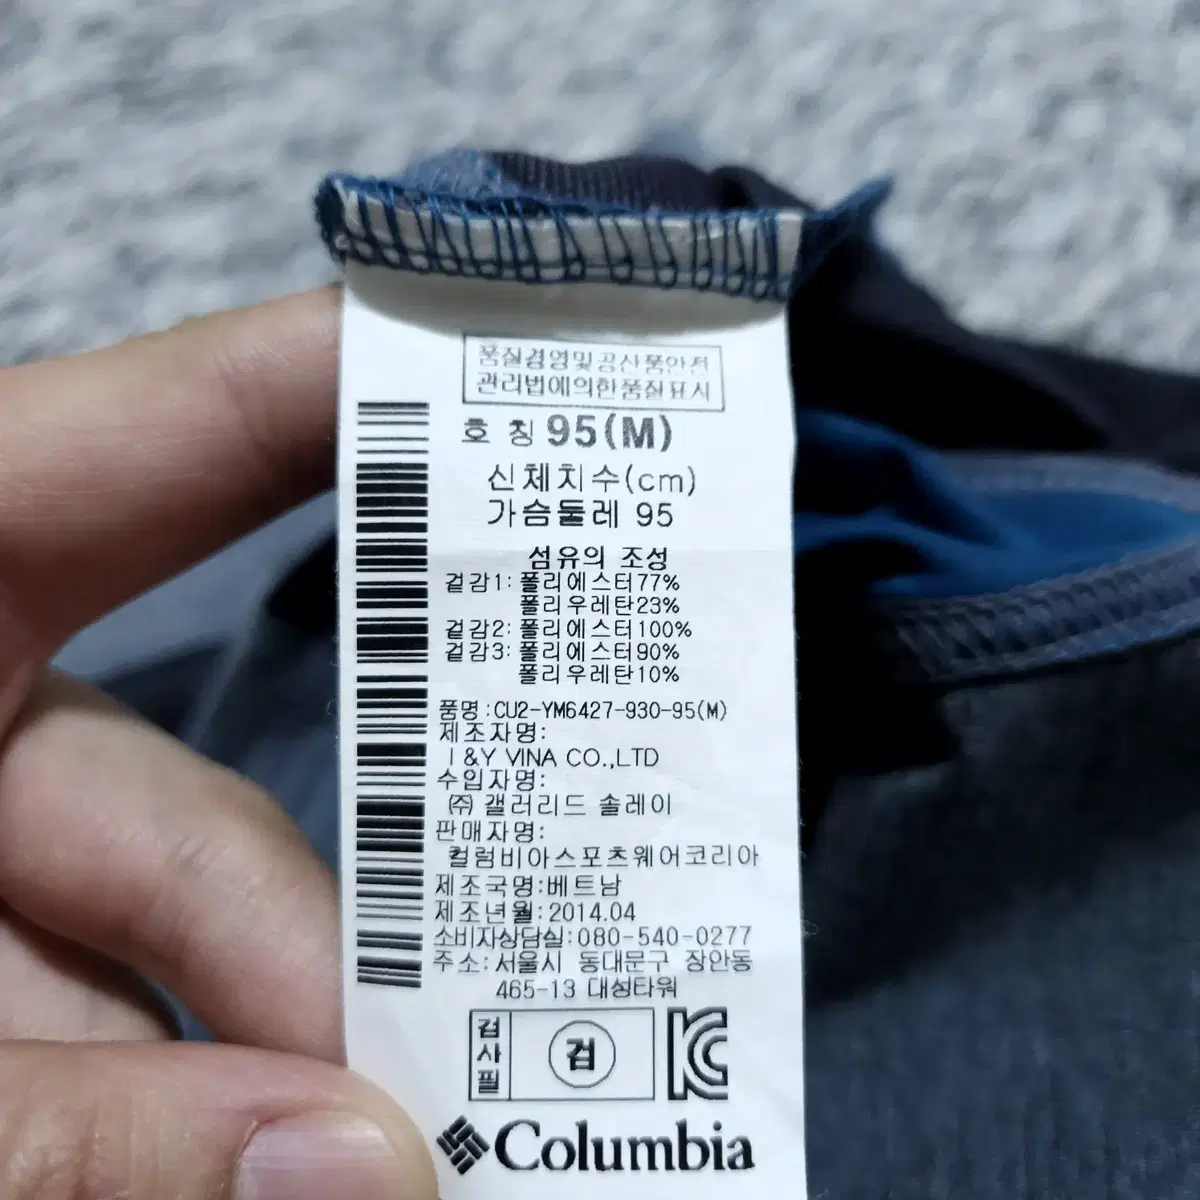 품질경영및공산품안전
관리법에의한품질표시
호 칭 95(M)
신체치수(cm)
가슴둘레 95
섬유의 조성
겉감1: 폴리에스터77%
폴리우레탄23%
겉감2: 폴리에스터100%
겉감3: 폴리에스터90%
폴리우레탄10%
품명:CU2-YM6427-930-95(M)
제조자명:
I &Y VINA CO.,LTD
수입자명:
㈜ 갤러리드 솔레이
판매자명:
컬럼비아스포츠웨어코리아
제조국명:베트남
제조년월:2014.04
소비자상담실:080-540-0277
주소:서울시 동대문구 장안동
465-13 대성타워
검사필
검
KC
Columbia